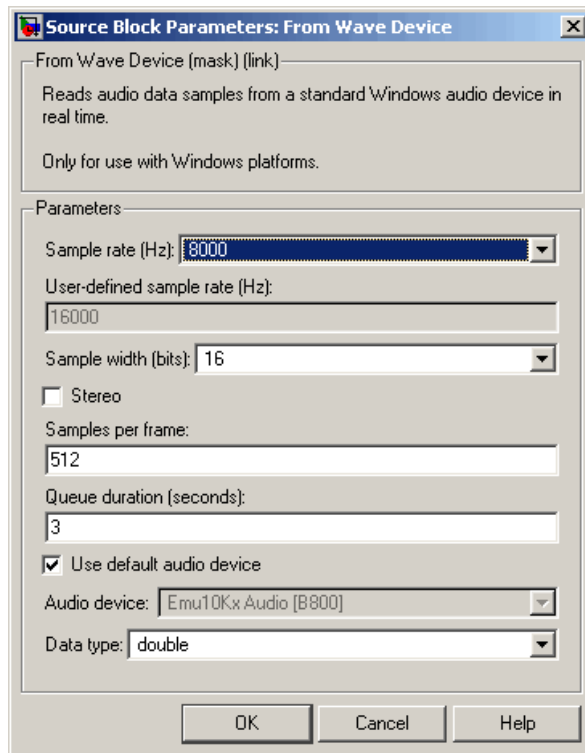 Source Block Parameters: From Wave Device
From Wave Device (mask) (link)
Reads audio data samples from a standard Windows audio device in
real time.
Only for use with Windows platforms.
Parameters
Sample rate (Hz): 8000
User-defined sample rate (Hz):
16000
Sample width (bits): 16
Stereo
Samples per frame:
512
Queue duration (seconds):
3
Use default audio device
Audio device: Emu10Kx Audio [B800]
Data type: double
OK Cancel Help